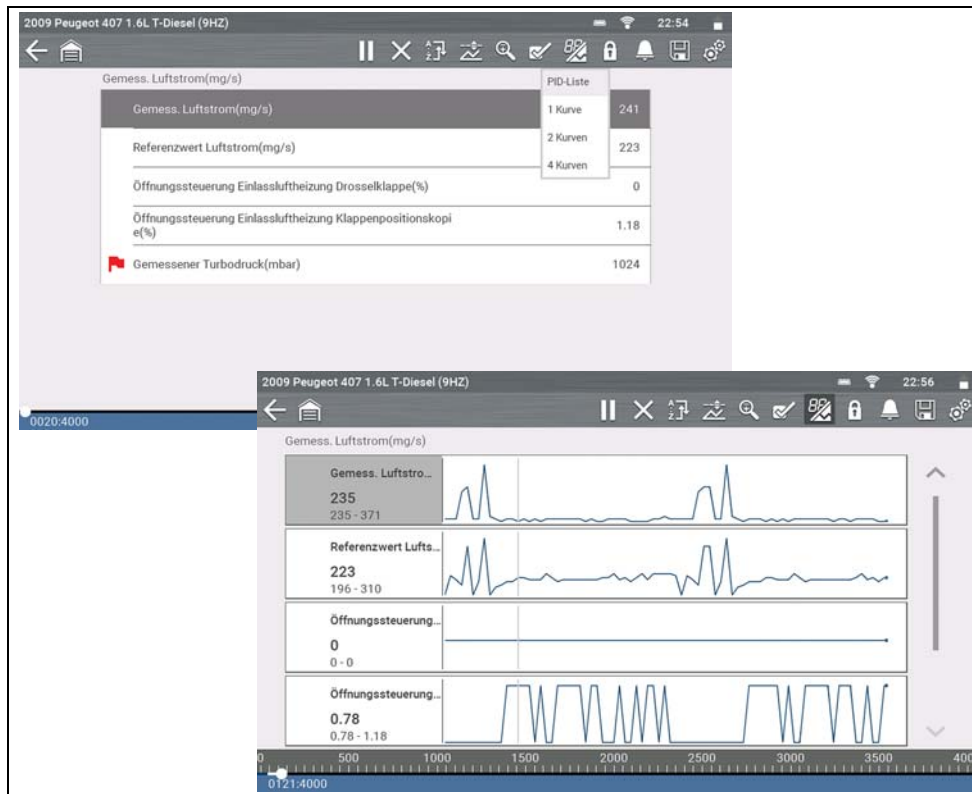 2009 Peugeot 407 1.6L T-Diesel (9HZ)
22:54
Gemess. Luftstrom(mg/s)
PID-Liste
1 Kurve
2 Kurven
4 Kurven
Gemess. Luftstrom(mg/s)
241
Referenzwert Luftstrom(mg/s)
223
Öffnungssteuerung Einlassluftheizung Drosselklappe(%)
0
Öffnungssteuerung Einlassluftheizung Klappenpositionskopi
e(%)
1.18
Gemessener Turbodruck(mbar)
1024
0020:4000
2009 Peugeot 407 1.6L T-Diesel (9HZ)
22:56
Gemess. Luftstrom(mg/s)
Gemess. Luftstro...
235
235 - 371
Referenzwert Lufts...
223
196 - 310
Öffnungssteuerung...
0
0 - 0
Öffnungssteuerung...
0.78
0.78 - 1.18
0 500 1000 1500 2000 2500 3000 3500 400
0121:4000